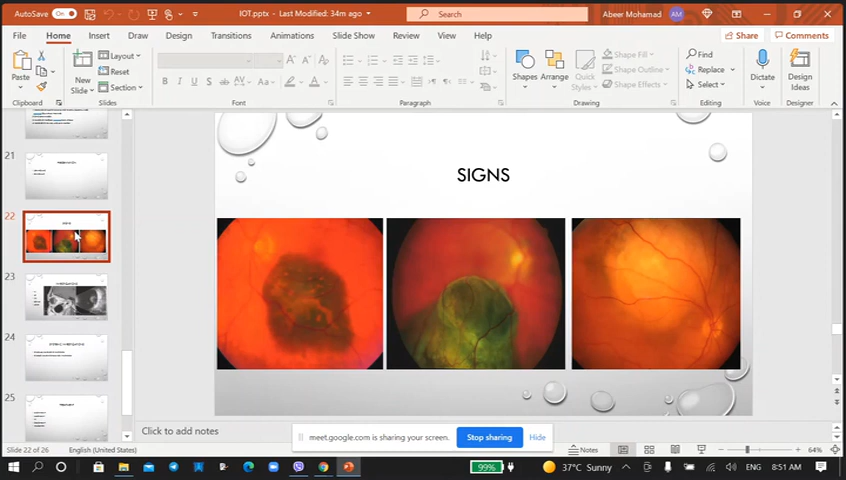 AutoSave On IOT.pptx - Last Modified: 34m ago Search Abeer Mohamad AM
File Home Insert Draw Design Transitions Animations Slide Show Review View Help Share Comments
Paste New Slide Layout Reset Section Shapes Arrange Quick Styles Shape Fill Shape Outline Shape Effects Find Replace Select Dictate Design Ideas
Clipboard Slides Font Paragraph Drawing Editing Voice Designer
21
22
23
24
25
SIGNS
Click to add notes
meet.google.com is sharing your screen. Stop sharing Hide
Slide 22 of 26 English (United States) Notes 64%
99% 37°C Sunny ENG 8:51 AM